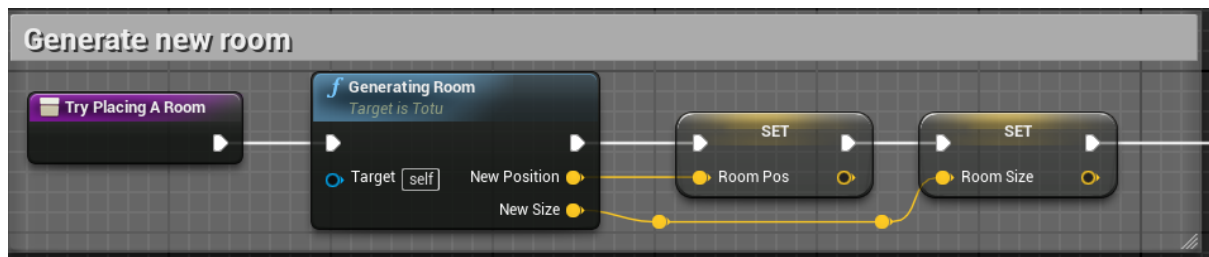 Generate new room
Try Placing A Room
f Generating Room
Target is Totu
Target self
New Position
New Size
SET
Room Pos
SET
Room Size